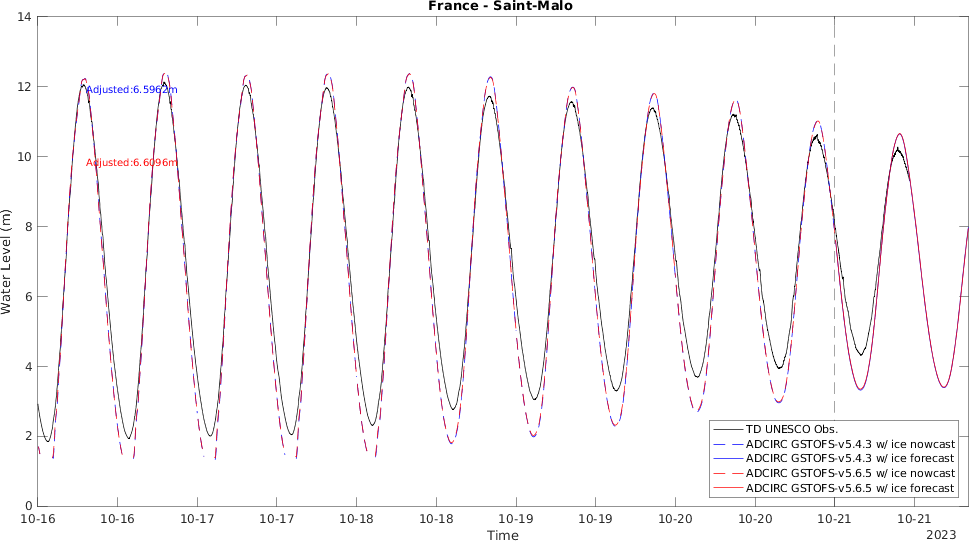 France - Saint-Malo
14
12
10
8
6
4
2
0
Water Level (m)
Adjusted:6.5962m
Adjusted:6.6096m
TD UNESCO Obs.
ADCIRC GSTOFS-v5.4.3 w/ ice nowcast
ADCIRC GSTOFS-v5.4.3 w/ ice forecast
ADCIRC GSTOFS-v5.6.5 w/ ice nowcast
ADCIRC GSTOFS-v5.6.5 w/ ice forecast
10-16 10-16 10-17 10-17 10-18 10-18 10-19 10-19 10-20 10-20 10-21 10-21
Time
2023